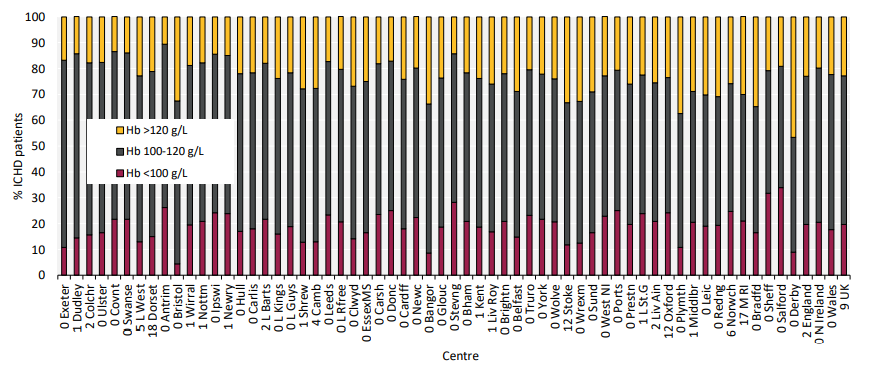 100
90
80
70
60
50
40
30
20
10
0
% ICHD patients
Hb >120 g/L
Hb 100-120 g/L
Hb <100 g/L
0 Exeter
1 Dudley
2 Colchr
0 Ulster
0 Covnt
0 Swanse
5 L West
18 Dorset
0 Antrim
0 Bristol
1 Wirral
1 Nottm
0 Ipswi
1 Newry
0 Hull
0 Carlis
2 L Barts
0 L Kings
0 L Guys
1 Shrew
4 Camb
0 Leeds
0 L Rfree
0 Clwyd
0 EssexMS
0 Carsh
0 Donc
0 Cardff
0 Newc
0 Bangor
0 Glouc
0 Stevng
0 Bham
1 Kent
1 Liv Roy
0 Brightn
0 Belfast
0 Truro
0 York
0 Wolve
12 Stoke
0 Wrexm
0 Sund
0 West NI
0 Ports
0 Prestn
1 L St.G
2 Liv Ain
12 Oxford
0 Plymth
1 Middlbr
0 Leic
0 Redng
6 Norwch
17 M RI
0 Bradfd
0 Sheff
0 Salford
0 Derby
2 England
0 N Ireland
0 Wales
9 UK
Centre